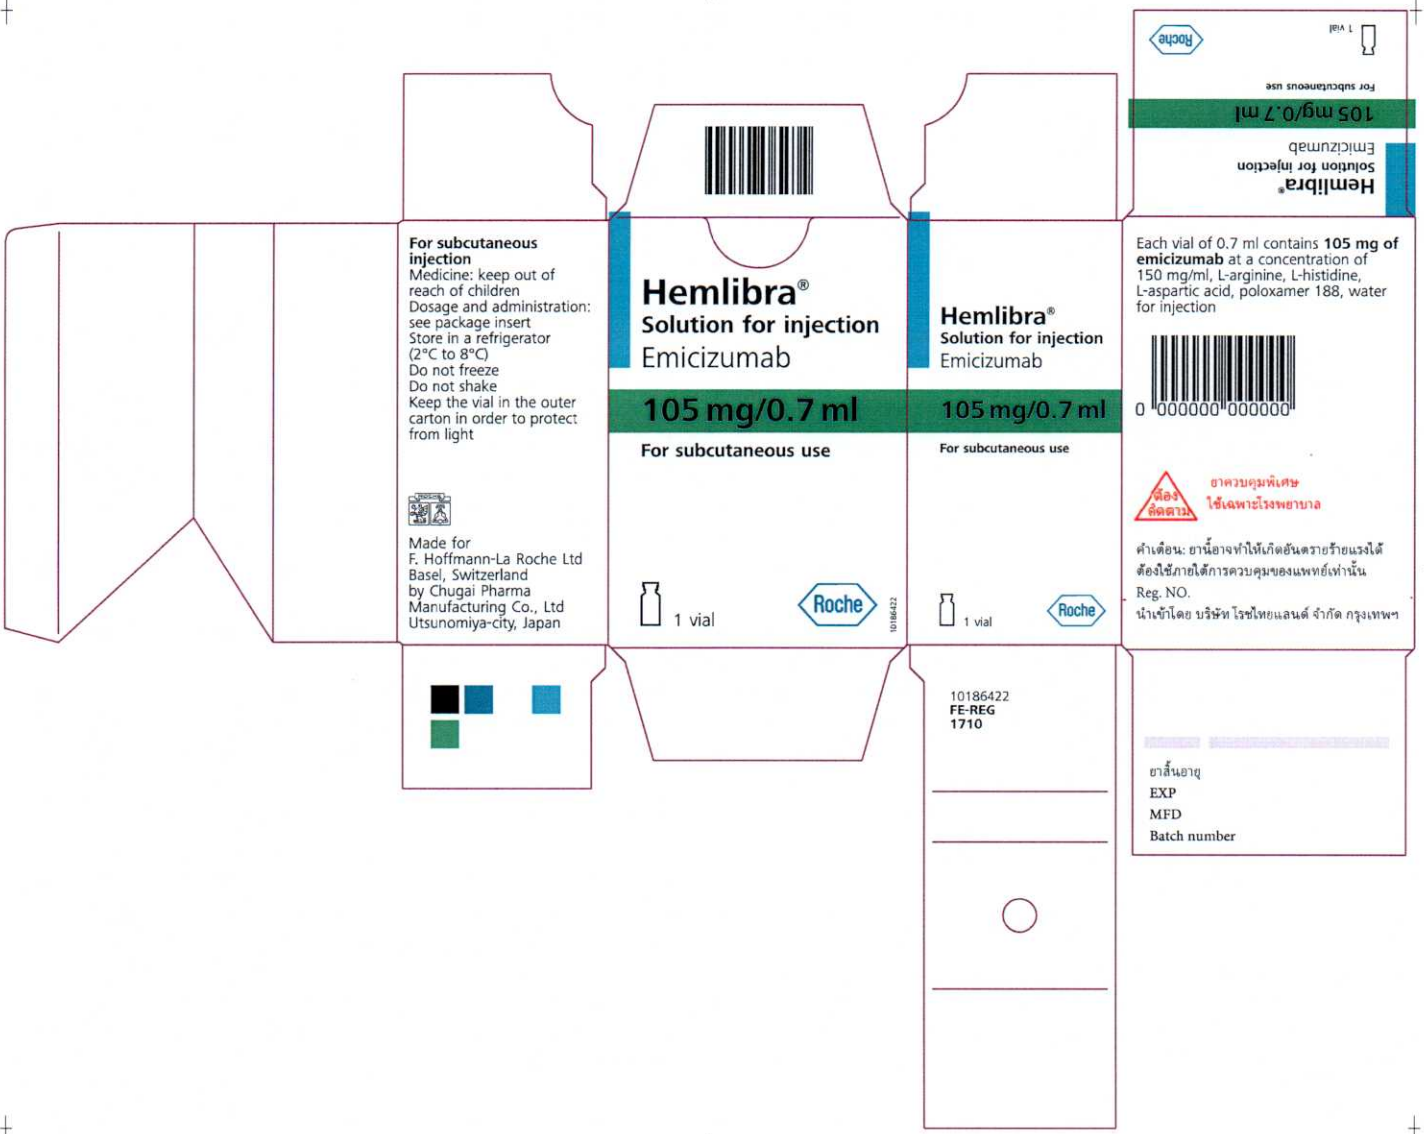 Roche
1 vial
For subcutaneous use
105 mg/0.7 ml
Emicizumab
Solution for injection
Hemlibra®
For subcutaneous
injection
Medicine: keep out of
reach of children
Dosage and administration:
see package insert
Store in a refrigerator
(2°C to 8°C)
Do not freeze
Do not shake
Keep the vial in the outer
carton in order to protect
from light
Made for
F. Hoffmann-La Roche Ltd
Basel, Switzerland
by Chugai Pharma
Manufacturing Co., Ltd
Utsunomiya-city, Japan
Hemlibra®
Solution for injection
Emicizumab
105 mg/0.7 ml
For subcutaneous use
1 vial
Roche
10186422
Hemlibra®
Solution for injection
Emicizumab
105 mg/0.7 ml
For subcutaneous use
1 vial
Roche
Each vial of 0.7 ml contains 105 mg of
emicizumab at a concentration of
150 mg/ml, L-arginine, L-histidine,
L-aspartic acid, poloxamer 188, water
for injection
0 000000 000000
ต้อง
ติดตาม
ยาควบคุมพิเศษ
ใช้เฉพาะโรงพยาบาล
คำเตือน: ยานี้อาจทำให้เกิดอันตรายร้ายแรงได้
ต้องใช้ภายใต้การควบคุมของแพทย์เท่านั้น
Reg. NO.
นำเข้าโดย บริษัท โรชไทยแลนด์ จำกัด กรุงเทพฯ
10186422
FE-REG
1710
ยาสิ้นอายุ
EXP
MFD
Batch number